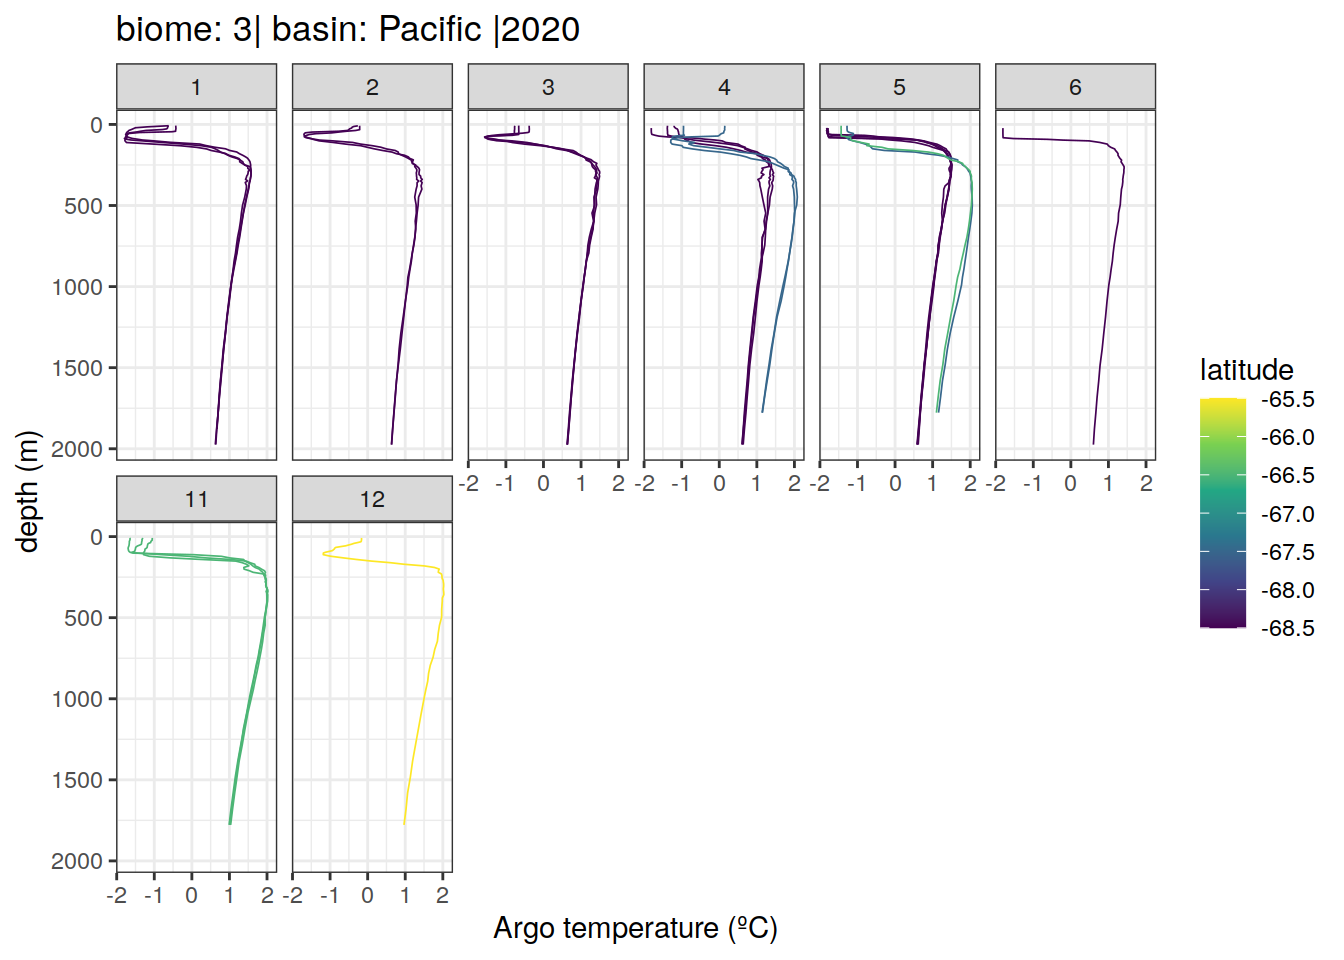 biome: 3| basin: Pacific |2020
1 2 3 4 5 6
0
500
1000
1500
2000
-2 -1 0 1 2 -2 -1 0 1 2 -2 -1 0 1 2 -2 -1 0 1 2
11 12
0
500
1000
1500
2000
-2 -1 0 1 2 -2 -1 0 1 2
depth (m)
Argo temperature (ºC)
latitude
-65.5
-66.0
-66.5
-67.0
-67.5
-68.0
-68.5